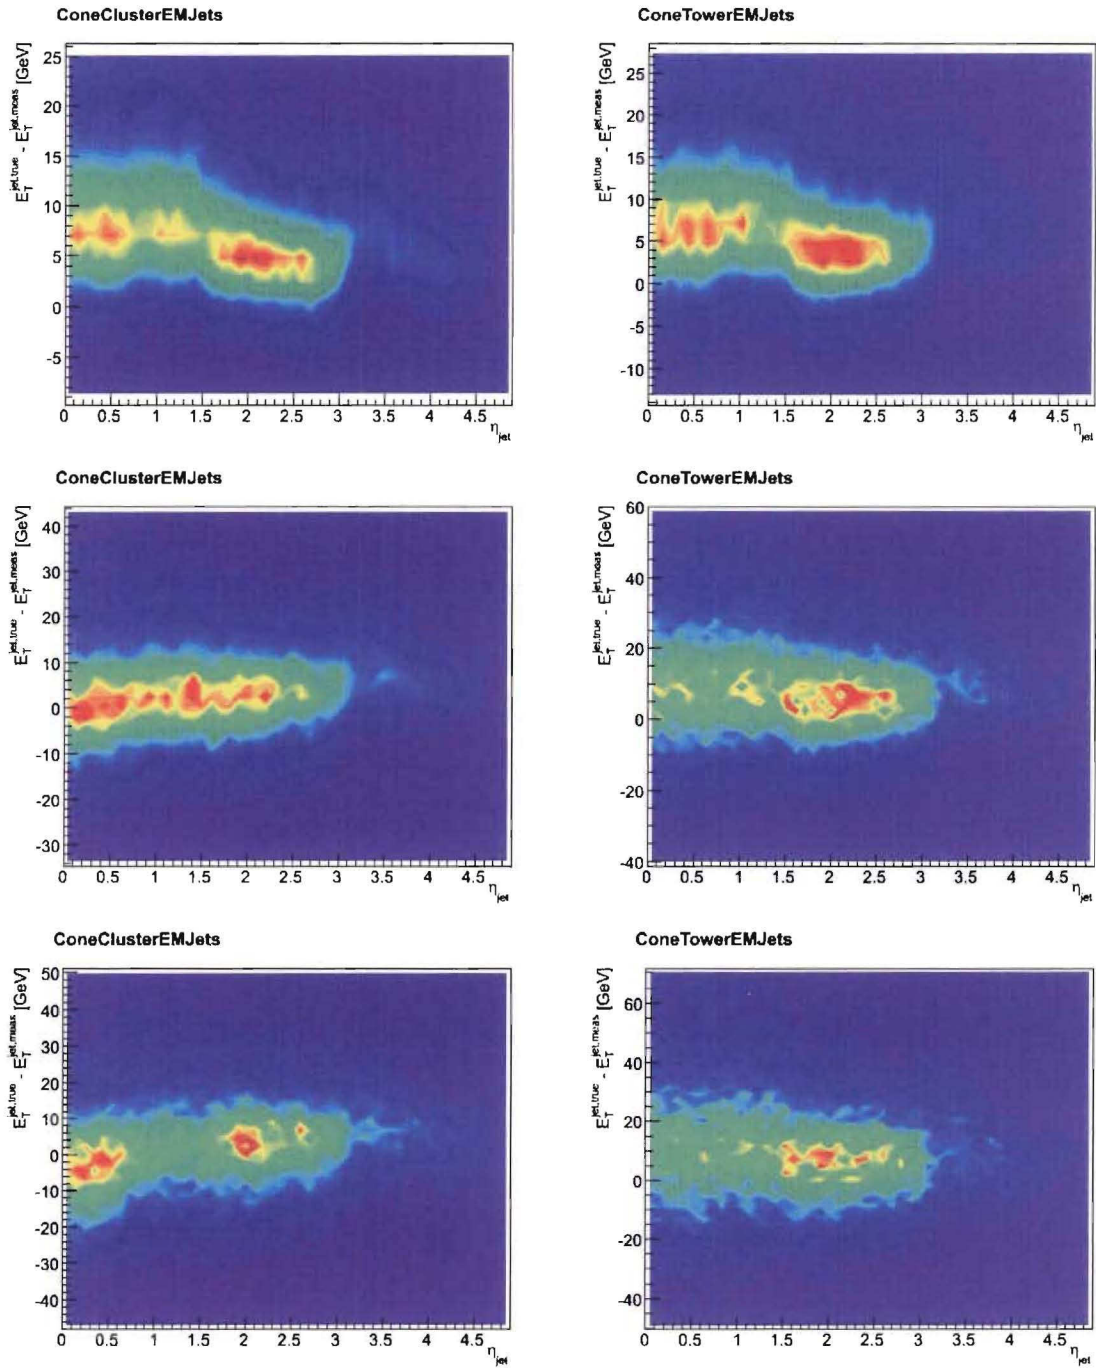 ConeClusterEMJets
ConeTowerEMJets
E_T^jet,true - E_T^jet,meas [GeV]
25
20
15
10
5
0
-5
0 0.5 1 1.5 2 2.5 3 3.5 4 4.5
η_jet
E_T^jet,true - E_T^jet,meas [GeV]
25
20
15
10
5
0
-5
-10
0 0.5 1 1.5 2 2.5 3 3.5 4 4.5
η_jet
ConeClusterEMJets
ConeTowerEMJets
E_T^jet,true - E_T^jet,meas [GeV]
40
30
20
10
0
-10
-20
-30
0 0.5 1 1.5 2 2.5 3 3.5 4 4.5
η_jet
E_T^jet,true - E_T^jet,meas [GeV]
60
40
20
0
-20
-40
0 0.5 1 1.5 2 2.5 3 3.5 4 4.5
η_jet
ConeClusterEMJets
ConeTowerEMJets
E_T^jet,true - E_T^jet,meas [GeV]
50
40
30
20
10
0
-10
-20
-30
-40
0 0.5 1 1.5 2 2.5 3 3.5 4 4.5
η_jet
E_T^jet,true - E_T^jet,meas [GeV]
60
40
20
0
-20
-40
0 0.5 1 1.5 2 2.5 3 3.5 4 4.5
η_jet